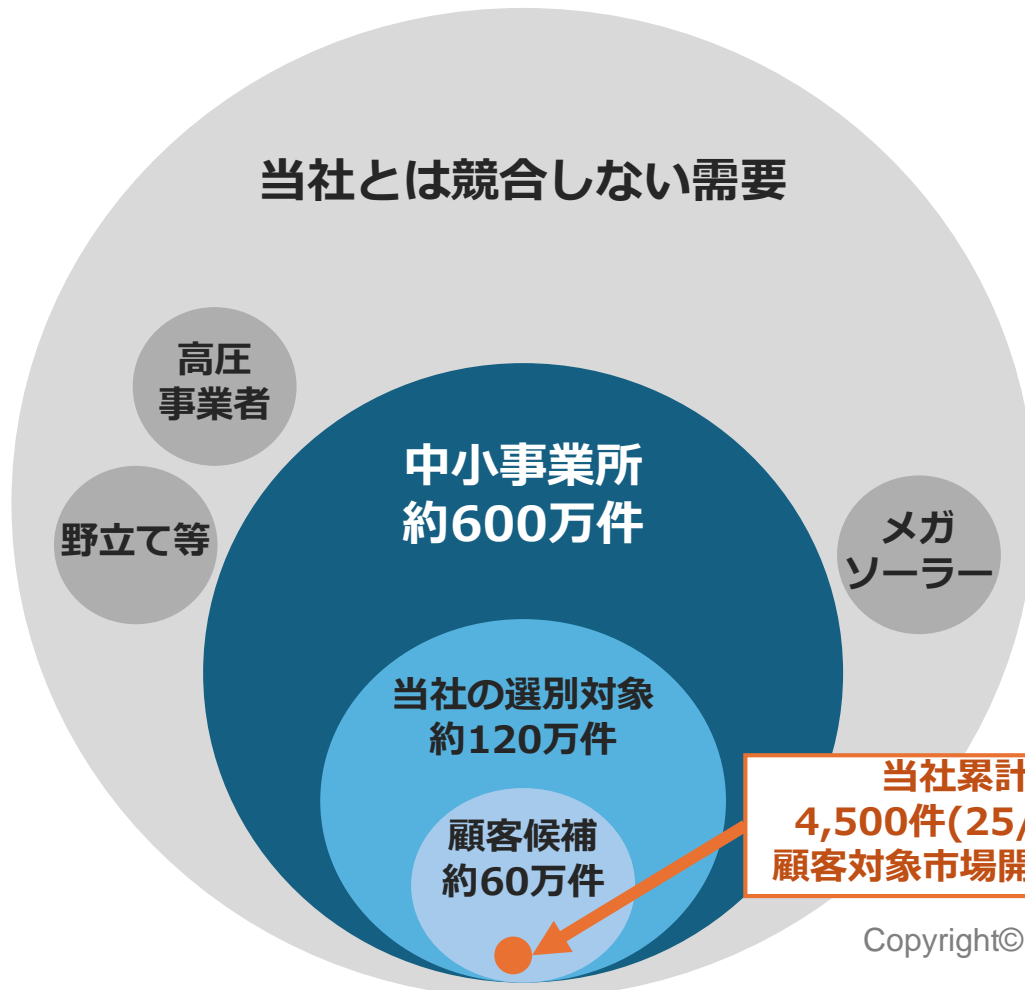 当社とは競合しない需要
高圧
事業者
中小事業所
約600万件
野立て等
メガ
ソーラー
当社の選別対象
約120万件
当社累計
4,500件(25/
顧客対象市場開
顧客候補
約60万件
Copyright©